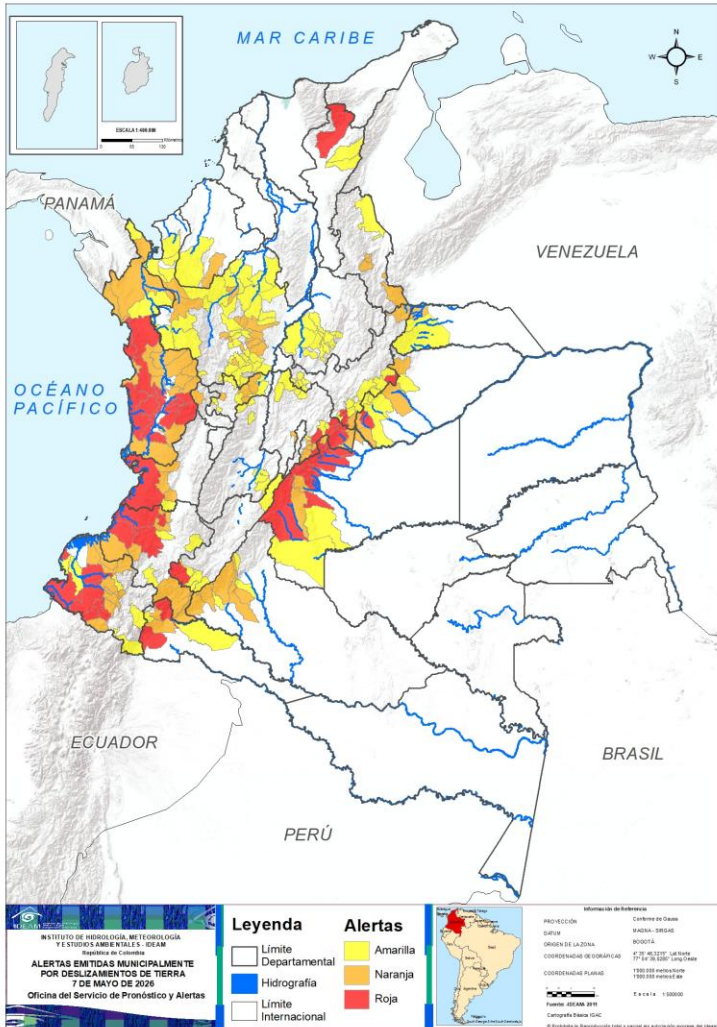 MAR CARIBE
N
W
E
S
ESCALA 1:400.000
PANAMÁ
VENEZUELA
OCÉANO
PACÍFICO
ECUADOR
BRASIL
PERÚ
IDEAM
INSTITUTO DE HIDROLOGÍA, METEOROLOGÍA
Y ESTUDIOS AMBIENTALES - IDEAM
República de Colombia
ALERTAS EMITIDAS MUNICIPALMENTE
POR DESLIZAMIENTOS DE TIERRA
7 DE MAYO DE 2026
Oficina del Servicio de Pronóstico y Alertas
Leyenda
Límite
Departamental
Hidrografía
Límite
Internacional
Alertas
Amarilla
Naranja
Roja
Información de Referencia
PROYECCIÓN
Conforme de Gauss
DATUM
MAGNA - SIRGAS
ORIGEN DE LA ZONA
BOGOTÁ
COORDENADAS GEOGRÁFICAS
COORDENADAS PLANAS
Escala
Cartografía Básica IGAC